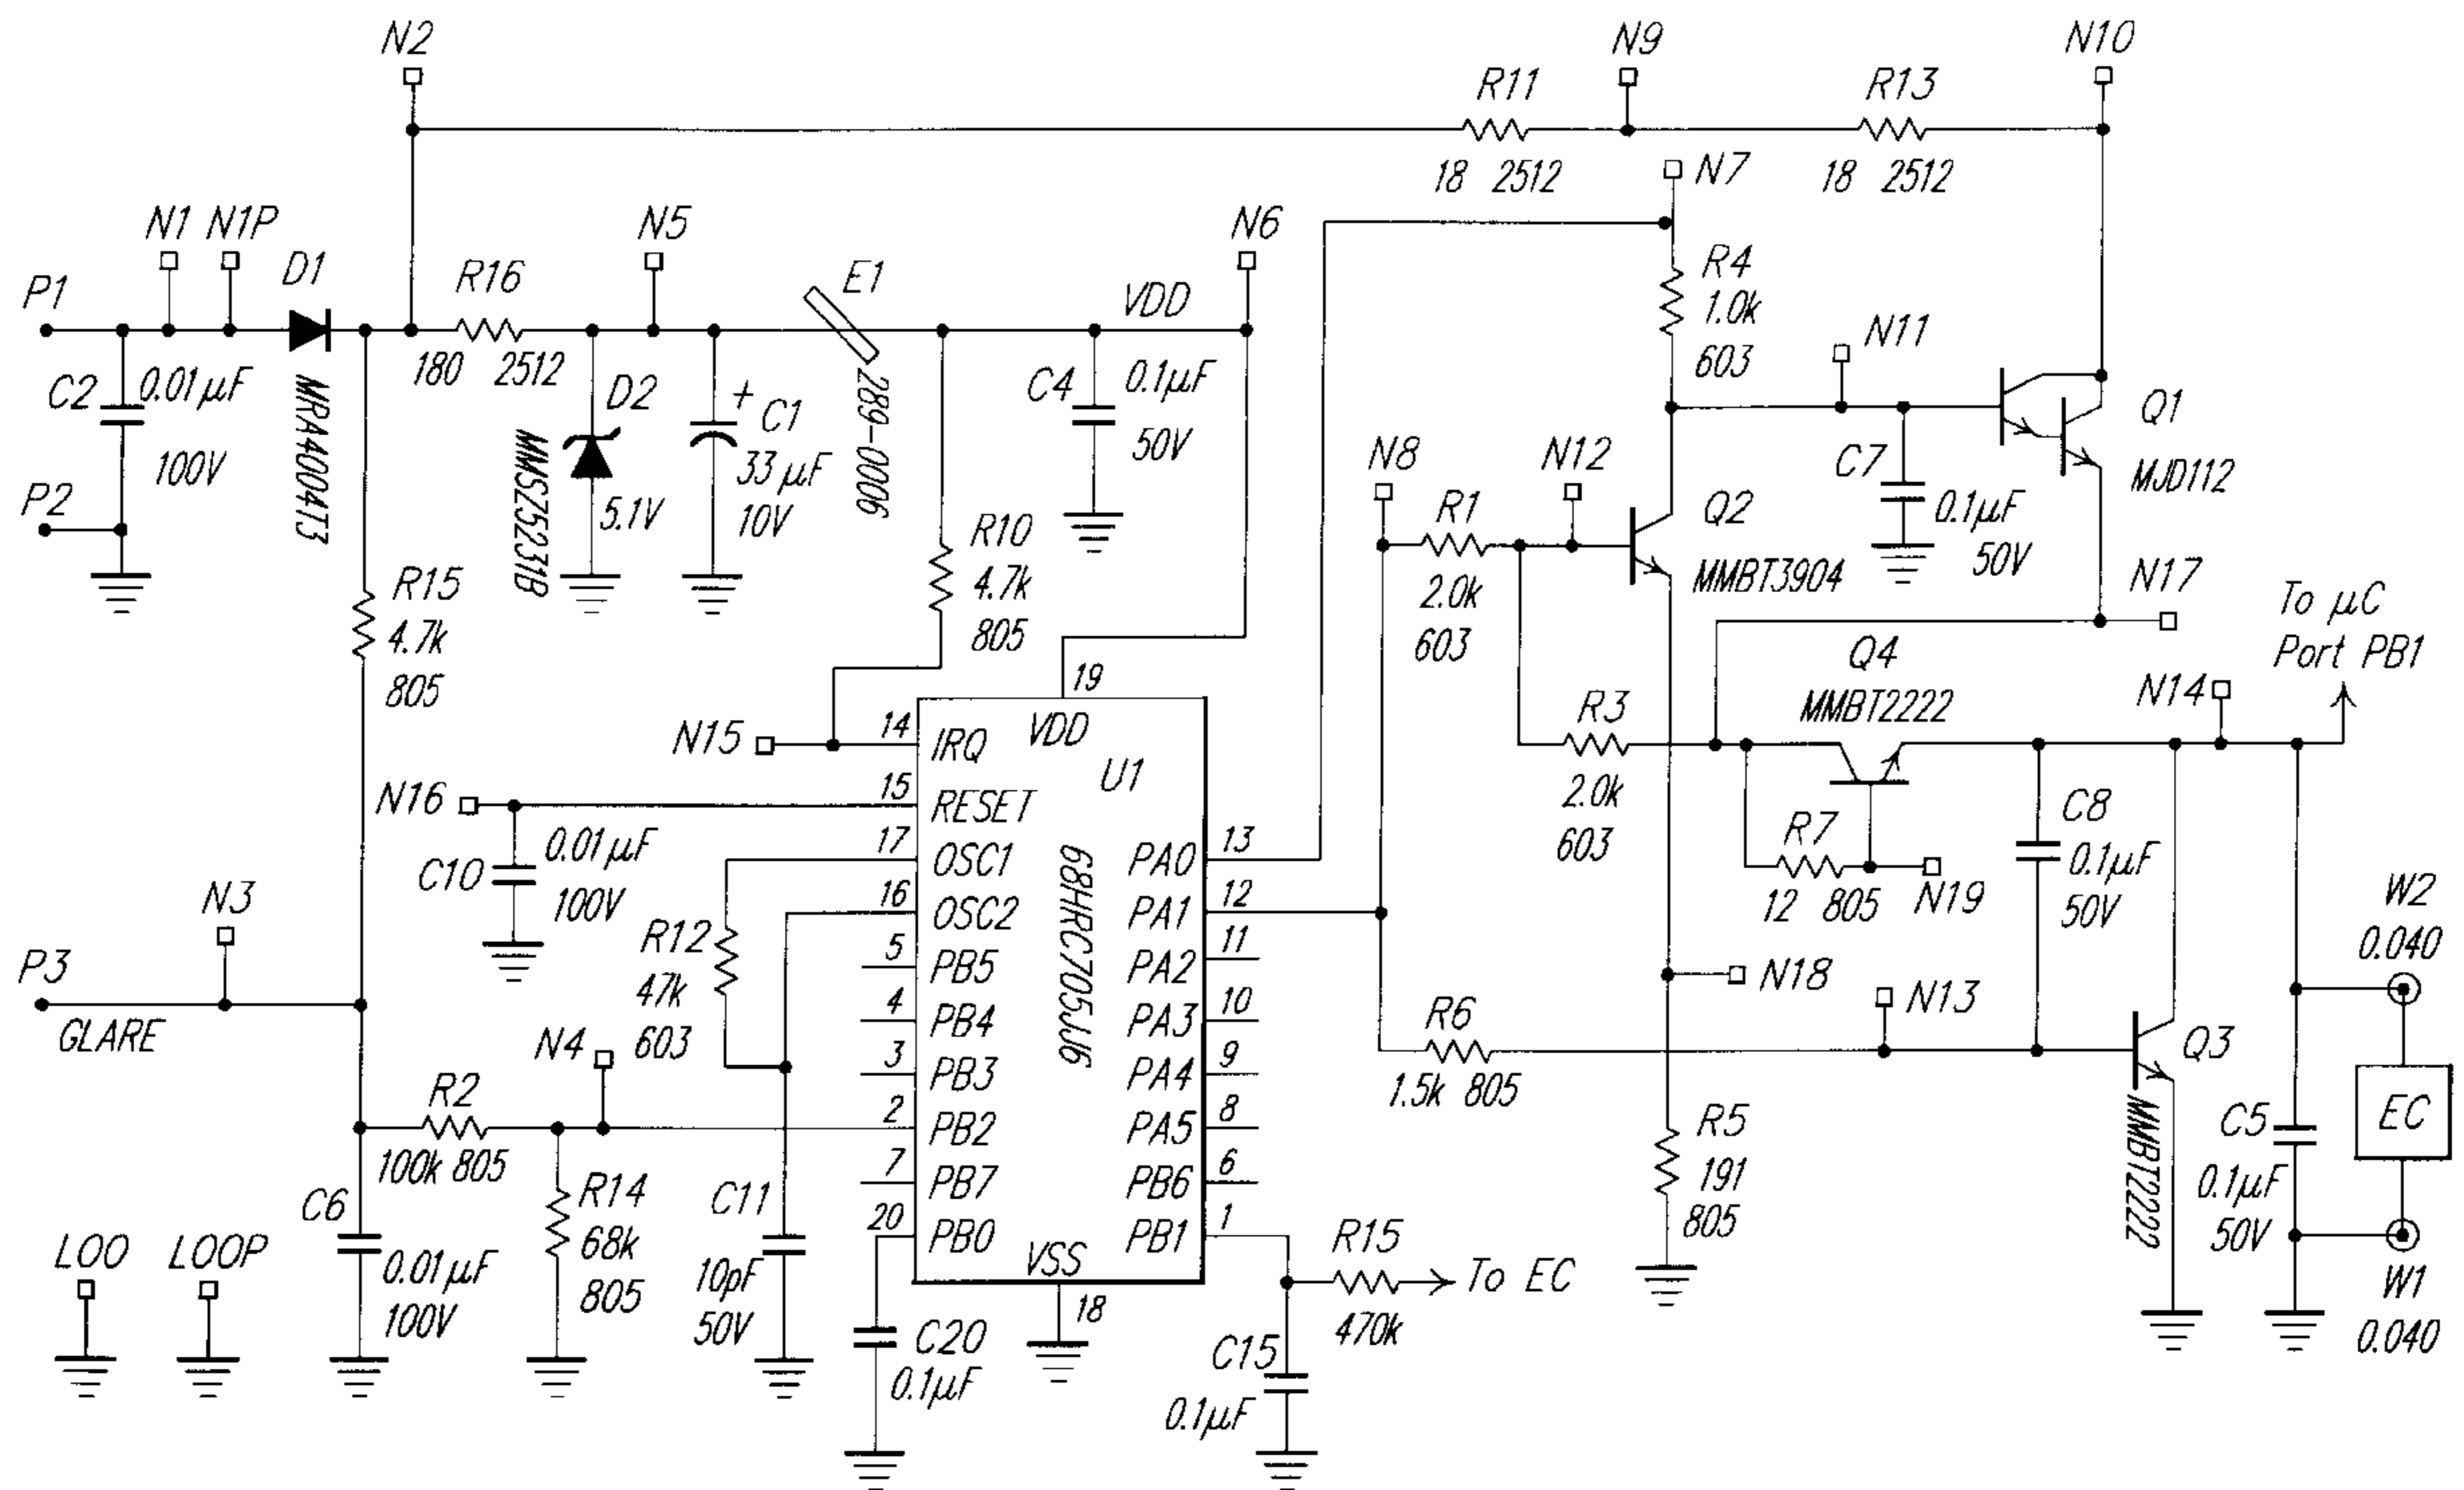 N2
N9
N10
R11
18 2512
R13
18 2512
N7
N1
N1P
D1
MRA4004T3
P1
P2
C2
0.01µF
100V
R16
180 2512
N5
E1
289-0006
N6
VDD
D2
MMSZ5231B
5.1V
+
C1
33µF
10V
C4
0.1µF
50V
R4
1.0k
603
N11
Q1
MJD112
C7
0.1µF
50V
N8
R1
2.0k
603
N12
Q2
MMBT3904
N17
To µC
Port PB1
R15
4.7k
805
R10
4.7k
805
N15
N16
C10
0.01µF
100V
R3
2.0k
603
Q4
MMBT2222
N14
R7
12 805
N19
C8
0.1µF
50V
W2
0.040
EC
W1
0.040
C5
0.1µF
50V
N3
P3
GLARE
R12
47k
603
N4
R2
100k 805
R14
68k
805
C6
0.01µF
100V
C11
10pF
50V
LOO
LOOP
19
VDD
U1
68HRC705JJ6
14 IRQ
15 RESET
17 OSC1
16 OSC2
5 PB5
4 PB4
3 PB3
2 PB2
7 PB7
20 PB0
PA0 13
PA1 12
PA2 11
PA3 10
PA4 9
PA5 8
PB6 6
PB1 1
VSS
18
C20
0.1µF
R15
470k
To EC
C15
0.1µF
R6
1.5k 805
N13
N18
R5
191
805
Q3
MMBT2222